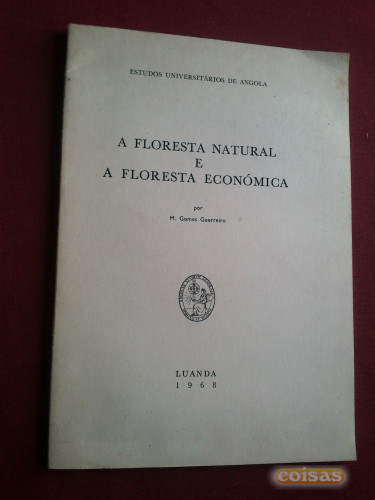 ESTUDOS UNIVERSITÁRIOS DE ANGOLA
A FLORESTA NATURAL
E
A FLORESTA ECONÓMICA
por
M. Gomes Guerreiro
LUANDA
1968
coisas